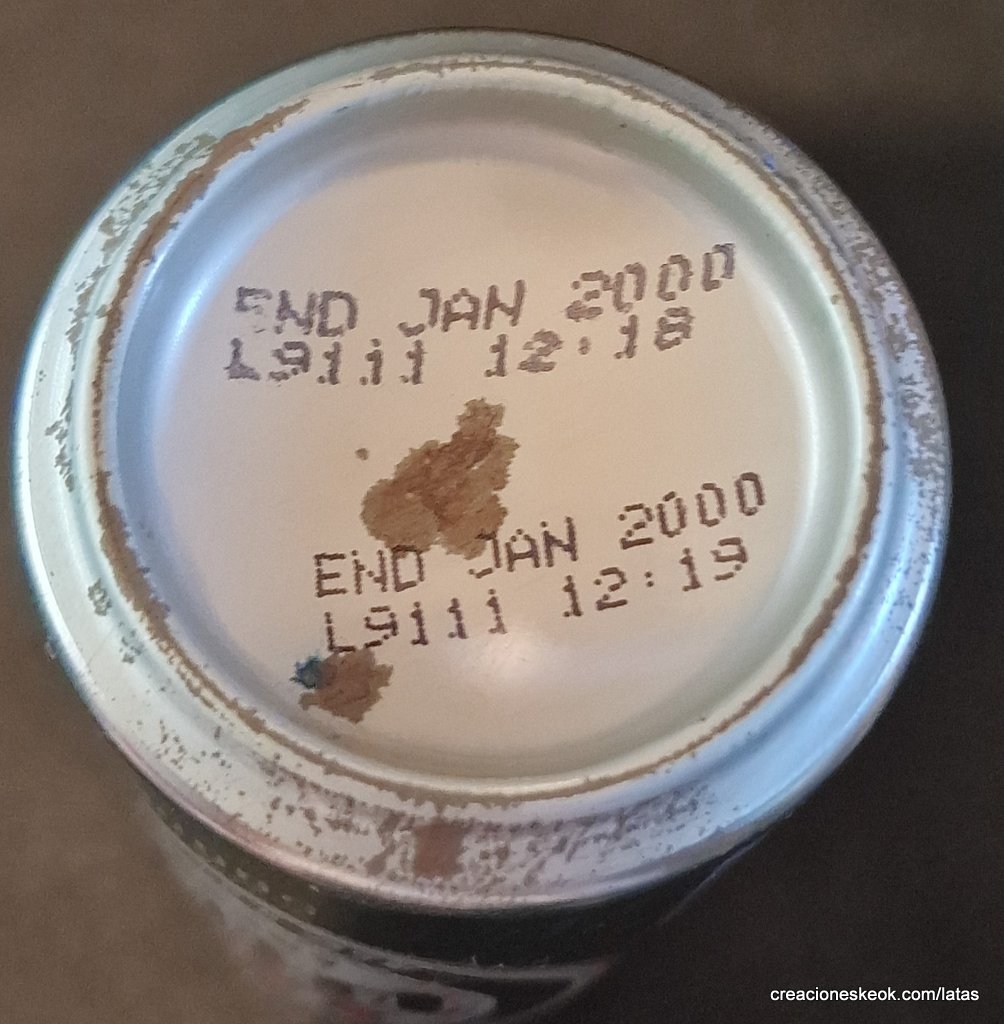 END JAN 2000
L9111 12:18
END JAN 2000
L9111 12:19
creacioneskeok.com/latas